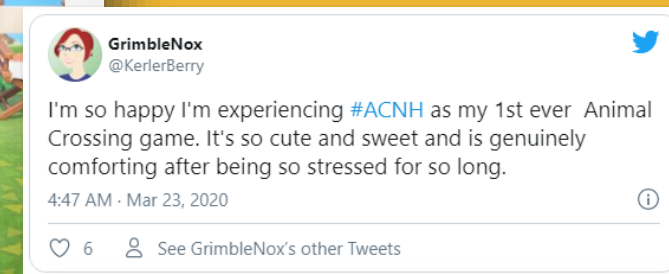 GrimbleNox
@KerlerBerry
I'm so happy I'm experiencing #ACNH as my 1st ever  Animal
Crossing game. It's so cute and sweet and is genuinely
comforting after being so stressed for so long.
4:47 AM · Mar 23, 2020
6 See GrimbleNox's other Tweets